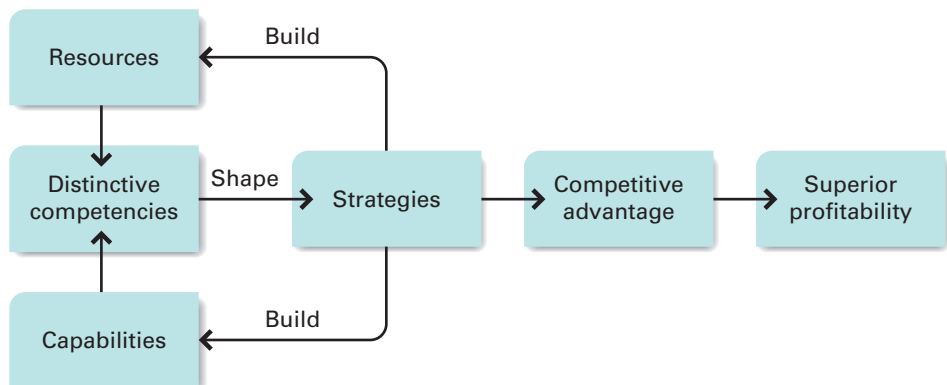 Build
Resources
Distinctive
competencies
Shape
Strategies
Competitive
advantage
Superior
profitability
Build
Capabilities